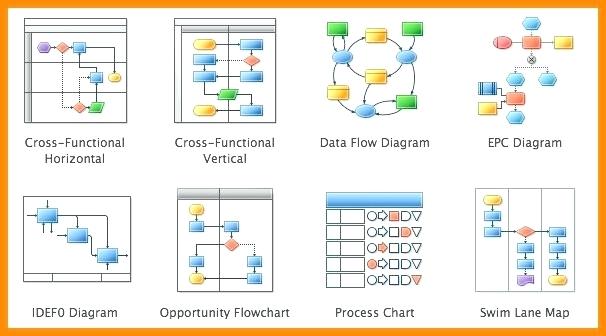 Cross-Functional
Horizontal
Cross-Functional
Vertical
Data Flow Diagram
EPC Diagram
IDEF0 Diagram
Opportunity Flowchart
Process Chart
Swim Lane Map